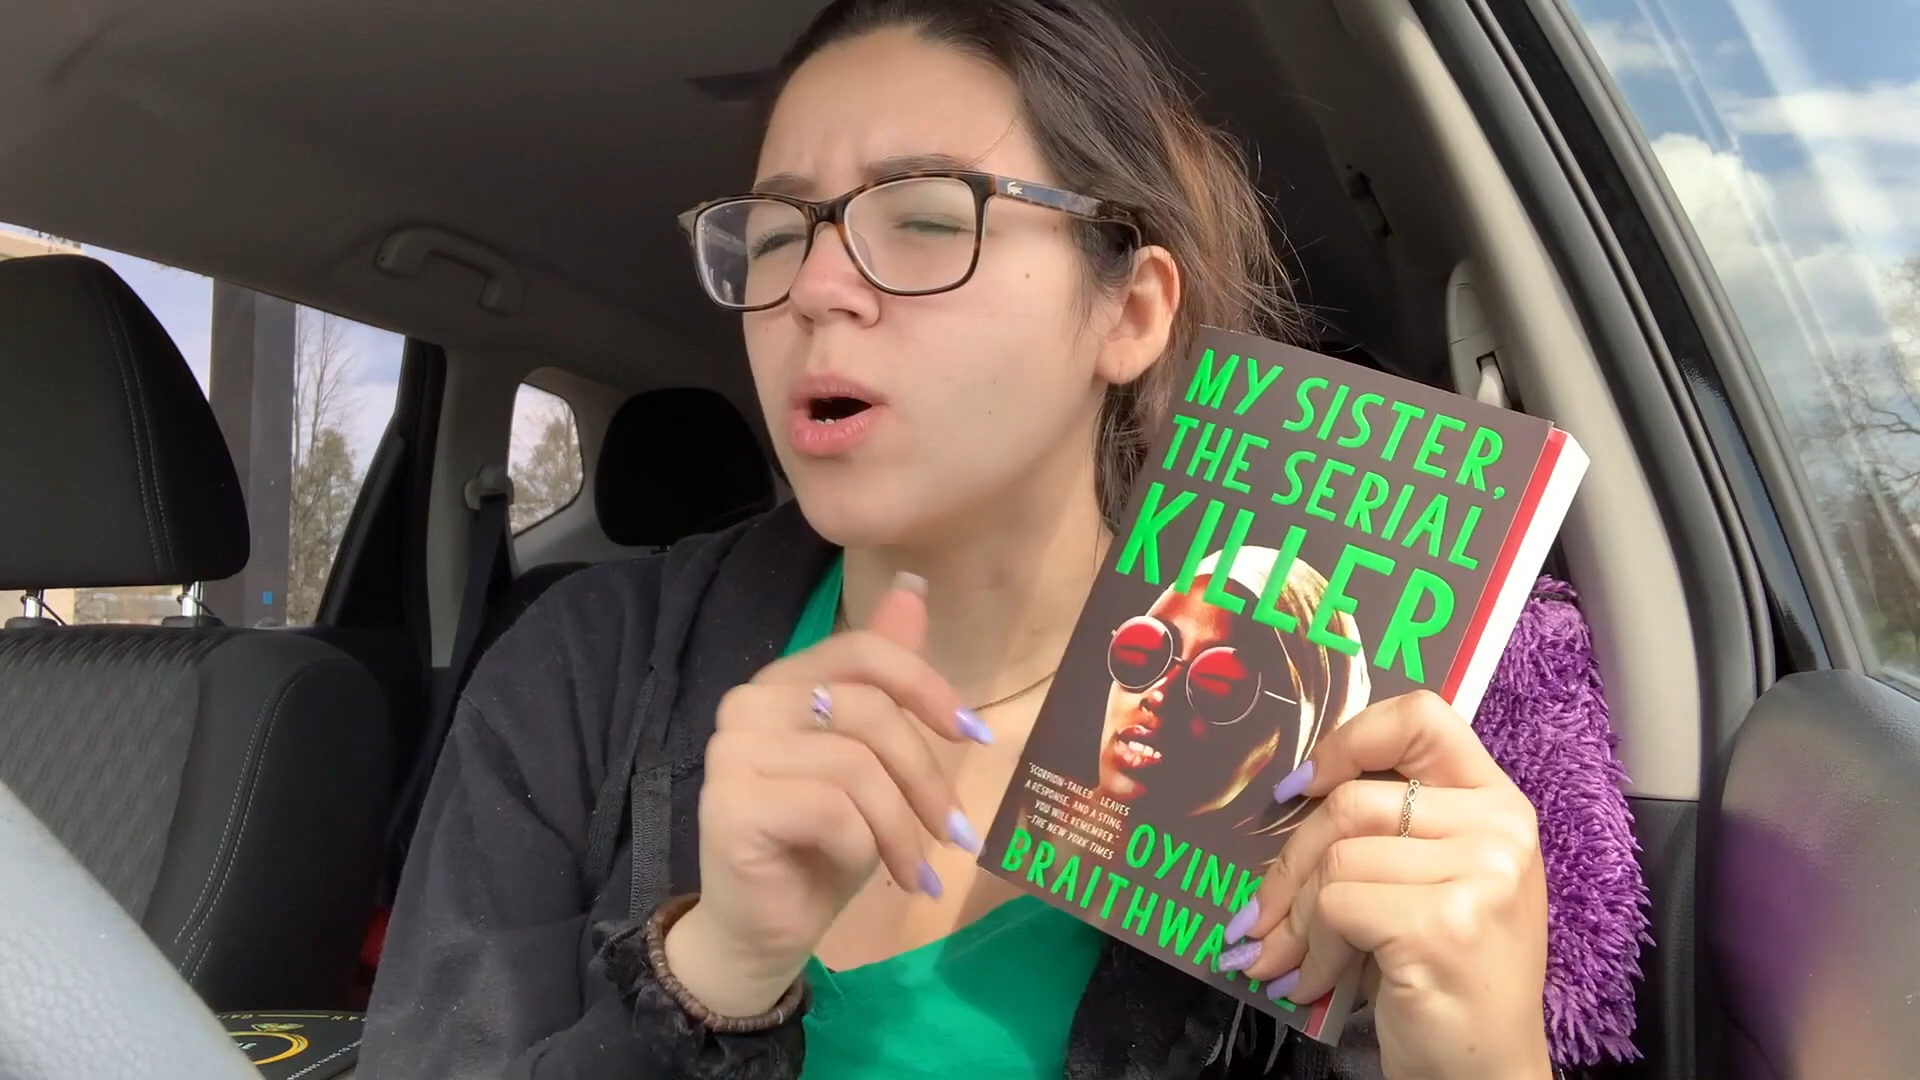 MY SISTER,
THE SERIAL
KILLER
"SCORPION-TAILED... LEAVES
A RESPONSE, AND A STING,
YOU WILL REMEMBER."
—THE NEW YORK TIMES
OYINK
BRAITHWA